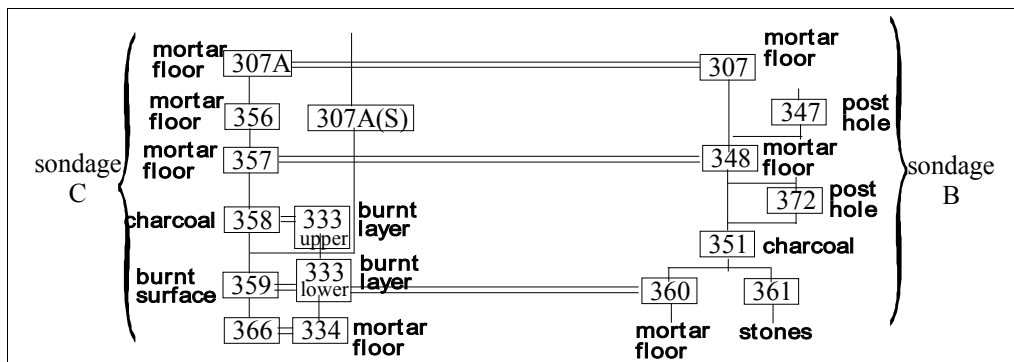 mortar
floor
307A
307
mortar
floor
mortar
floor
356
307A(S)
347
post
hole
mortar
floor
357
348
mortar
floor
sondage
C
sondage
B
372
post
hole
charcoal
358
333
upper
burnt
layer
351
charcoal
burnt
surface
359
333
lower
burnt
layer
360
361
366
334
mortar
floor
mortar
floor
stones